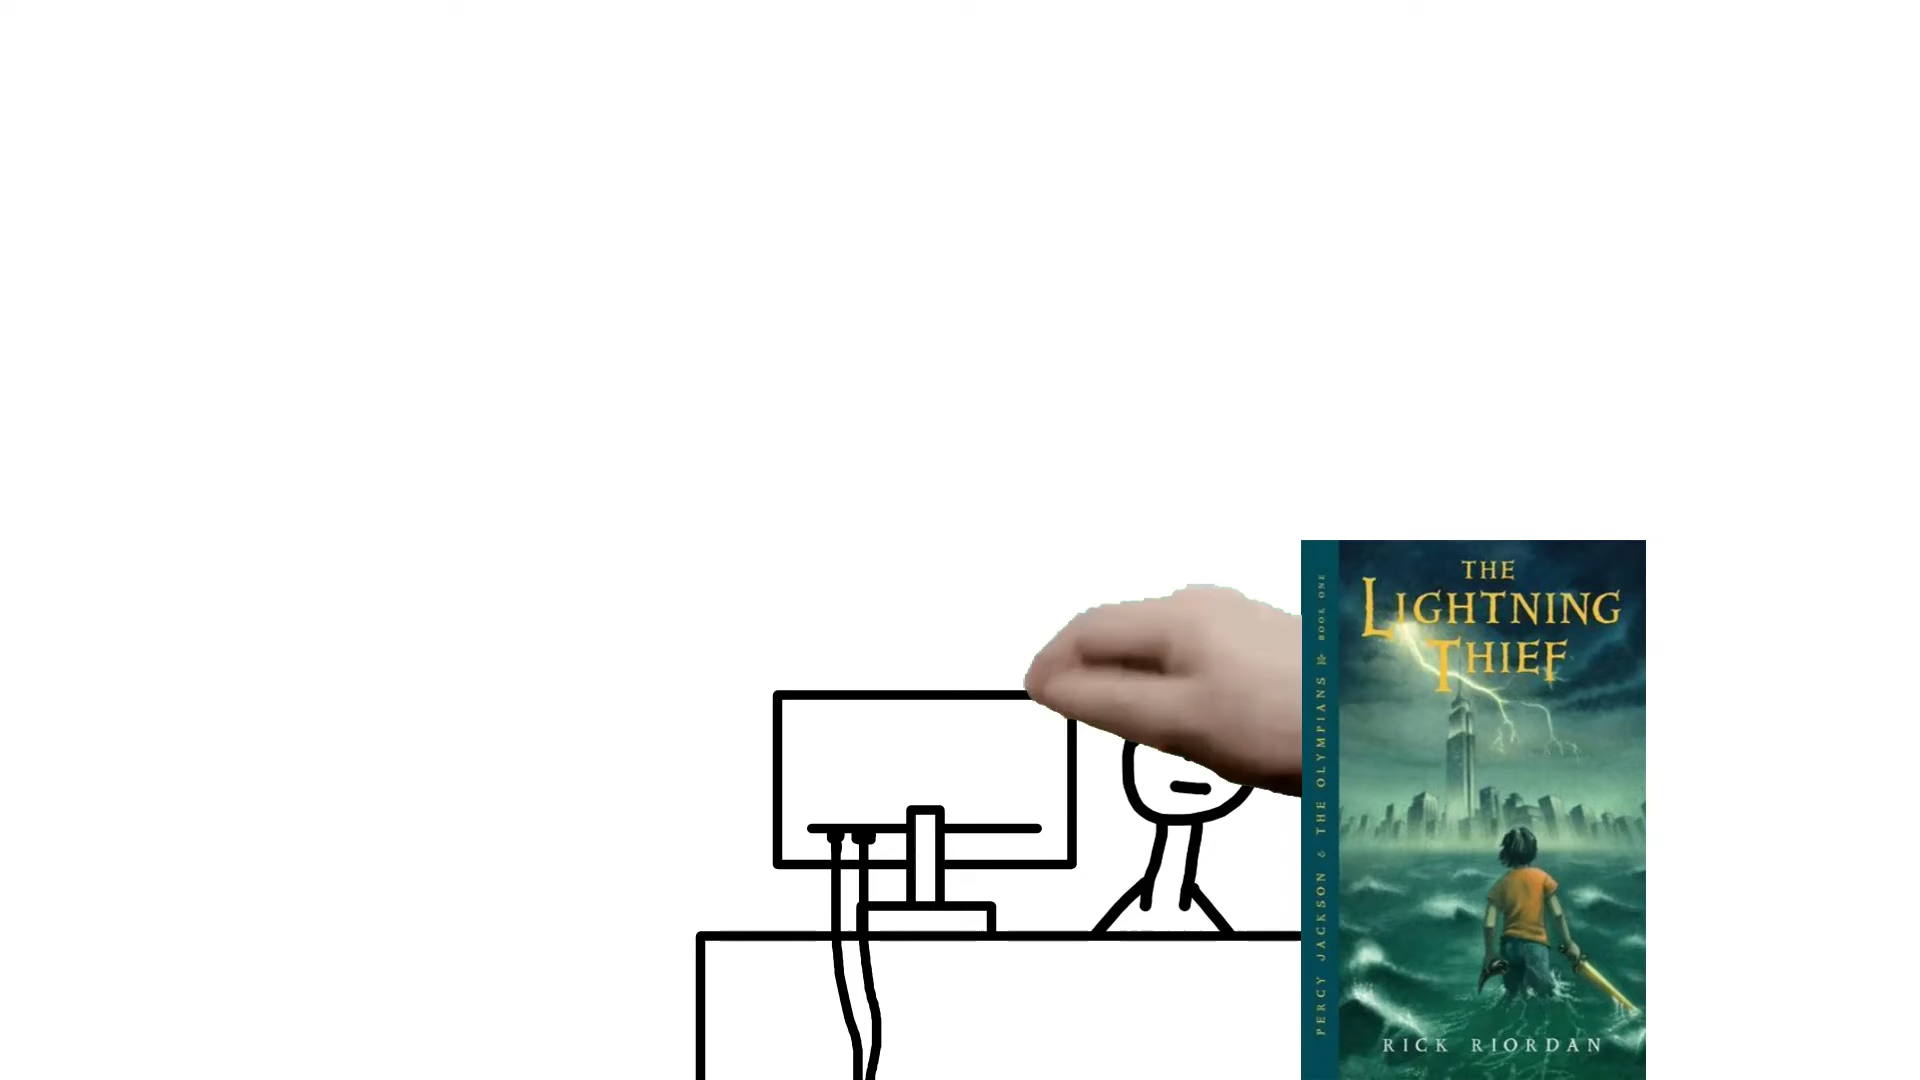 THE
LIGHTNING
THIEF
PERCY JACKSON & THE OLYMPIANS BOOK ONE
RICK RIORDAN